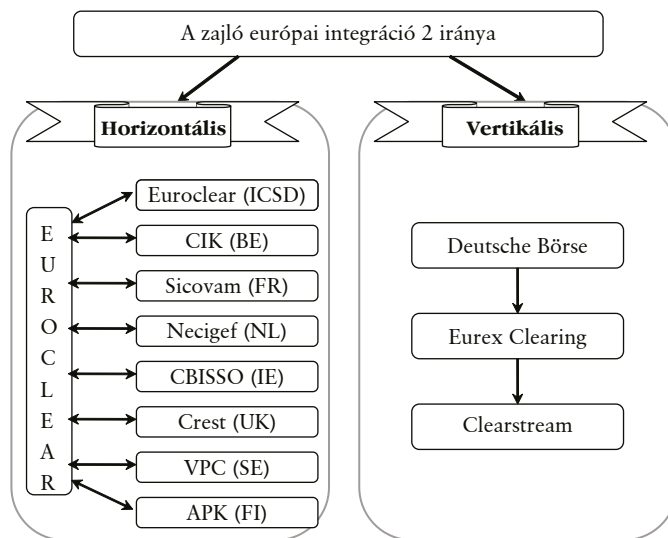 A zajló európai integráció 2 iránya
Horizontális
EUROCLEAR
Euroclear (ICSD)
CIK (BE)
Sicovam (FR)
Necigef (NL)
CBISSO (IE)
Crest (UK)
VPC (SE)
APK (FI)
Vertikális
Deutsche Börse
Eurex Clearing
Clearstream